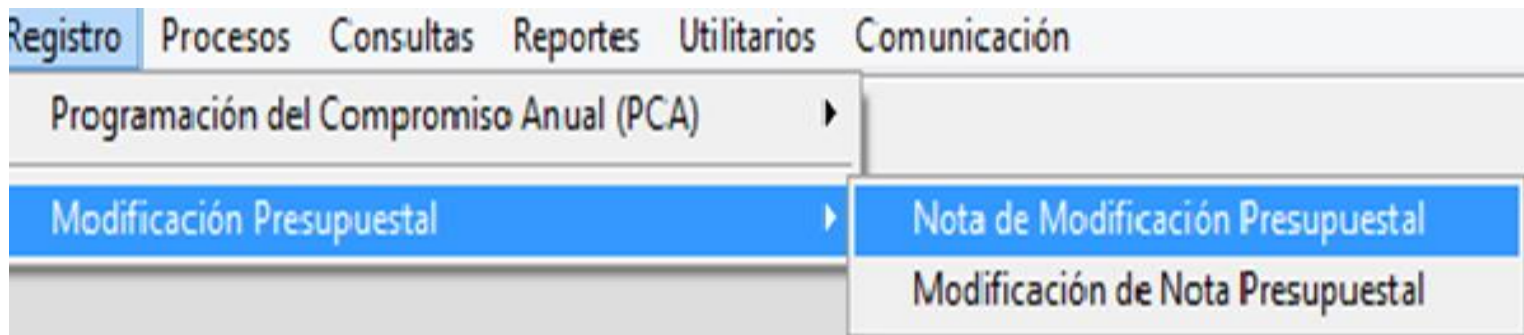 Registro Procesos Consultas Reportes Utilitarios Comunicación
Programación del Compromiso Anual (PCA)
Modificación Presupuestal
Nota de Modificación Presupuestal
Modificación de Nota Presupuestal